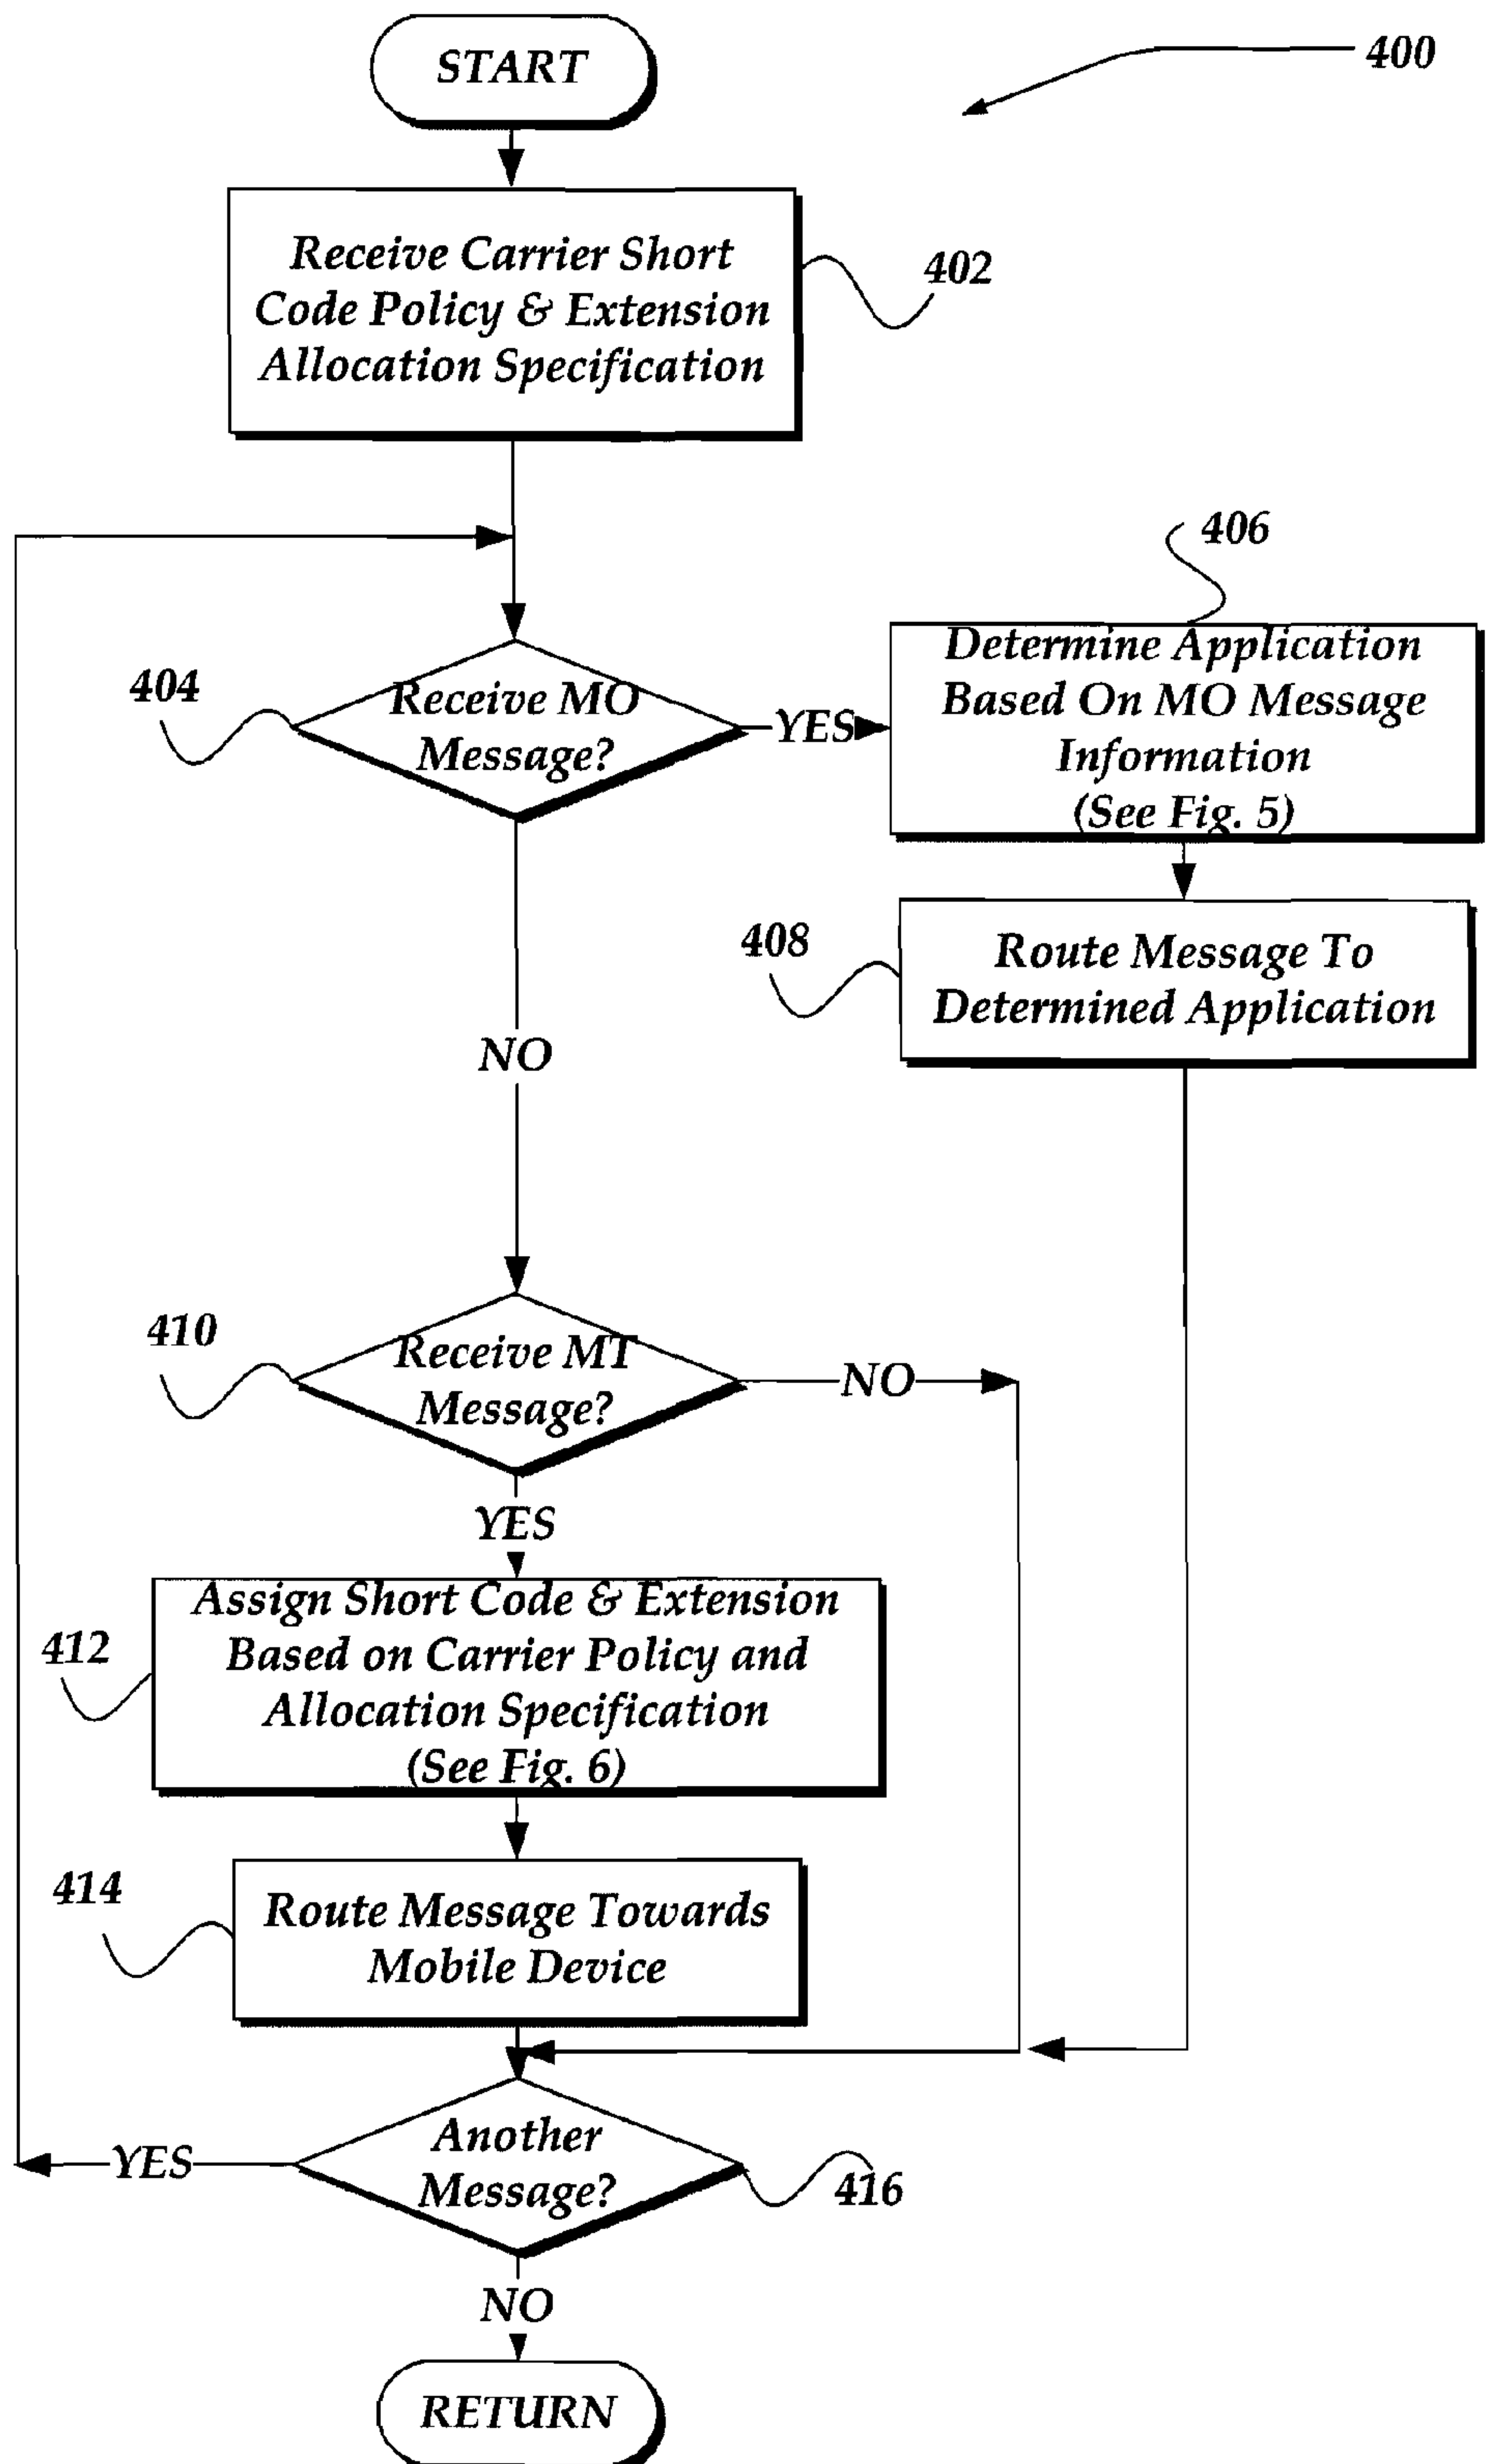 START
400
Receive Carrier Short
Code Policy & Extension
Allocation Specification
402
404
Receive MO
Message?
YES
406
Determine Application
Based On MO Message
Information
(See Fig. 5)
408
Route Message To
Determined Application
NO
410
Receive MT
Message?
NO
YES
412
Assign Short Code & Extension
Based on Carrier Policy and
Allocation Specification
(See Fig. 6)
414
Route Message Towards
Mobile Device
YES
Another
Message?
416
NO
RETURN